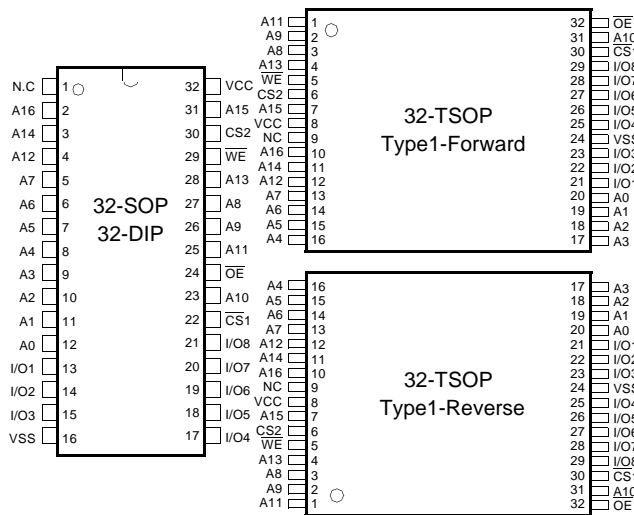 N.C 1 32 VCC
A16 2 31 A15
A14 3 30 CS2
A12 4 29 WE
A7 5 28 A13
A6 6 27 A8
A5 7 26 A9
A4 8 25 A11
A3 9 24 OE
A2 10 23 A10
A1 11 22 CS1
A0 12 21 I/O8
I/O1 13 20 I/O7
I/O2 14 19 I/O6
I/O3 15 18 I/O5
VSS 16 17 I/O4
32-SOP
32-DIP
A11 1 32 OE
A9 2 31 A10
A8 3 30 CS1
A13 4 29 I/O8
WE 5 28 I/O7
CS2 6 27 I/O6
A15 7 26 I/O5
VCC 8 25 I/O4
NC 9 24 VSS
A16 10 23 I/O3
A14 11 22 I/O2
A12 12 21 I/O1
A7 13 20 A0
A6 14 19 A1
A5 15 18 A2
A4 16 17 A3
32-TSOP
Type1-Forward
A4 16 17 A3
A5 15 18 A2
A6 14 19 A1
A7 13 20 A0
A12 12 21 I/O1
A14 11 22 I/O2
A16 10 23 I/O3
NC 9 24 VSS
VCC 8 25 I/O4
A15 7 26 I/O5
CS2 6 27 I/O6
WE 5 28 I/O7
A13 4 29 I/O8
A8 3 30 CS1
A9 2 31 A10
A11 1 32 OE
32-TSOP
Type1-Reverse